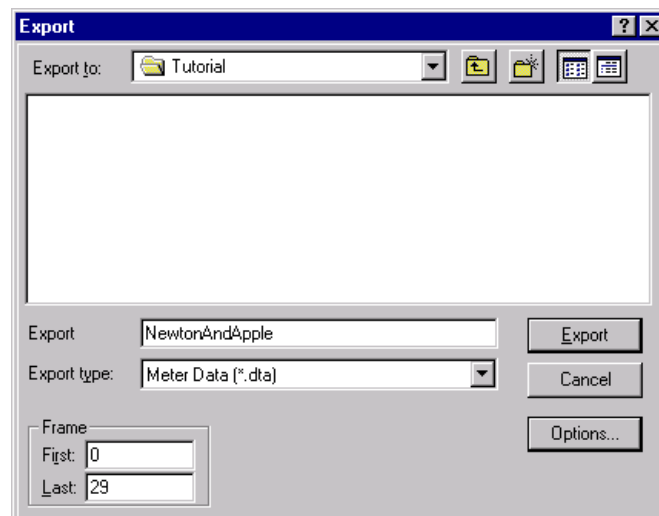 Export
Export to: Tutorial
Export NewtonAndApple Export
Export type: Meter Data (*.dta) Cancel
Frame Options...
First: 0
Last: 29